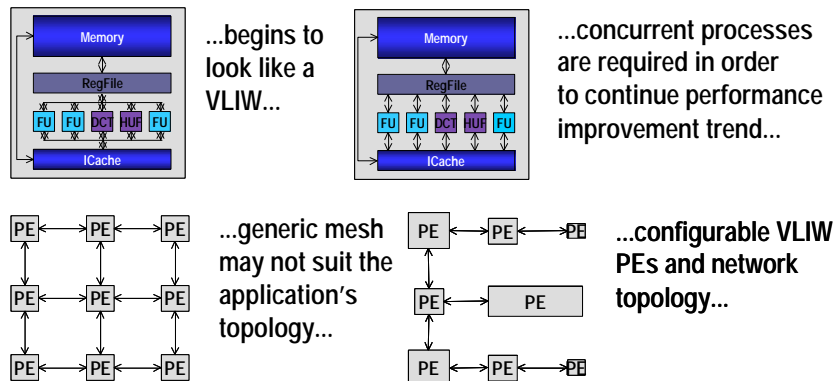 Memory
RegFile
FU FU DCT HUF FU
ICache
...begins to
look like a
VLIW...
Memory
RegFile
FU FU DCT HUF FU
ICache
...concurrent processes
are required in order
to continue performance
improvement trend...
PE PE PE
PE PE PE
PE PE PE
...generic mesh
may not suit the
application's
topology...
PE PE PE
PE PE
PE PE PE
...configurable VLIW
PEs and network
topology...